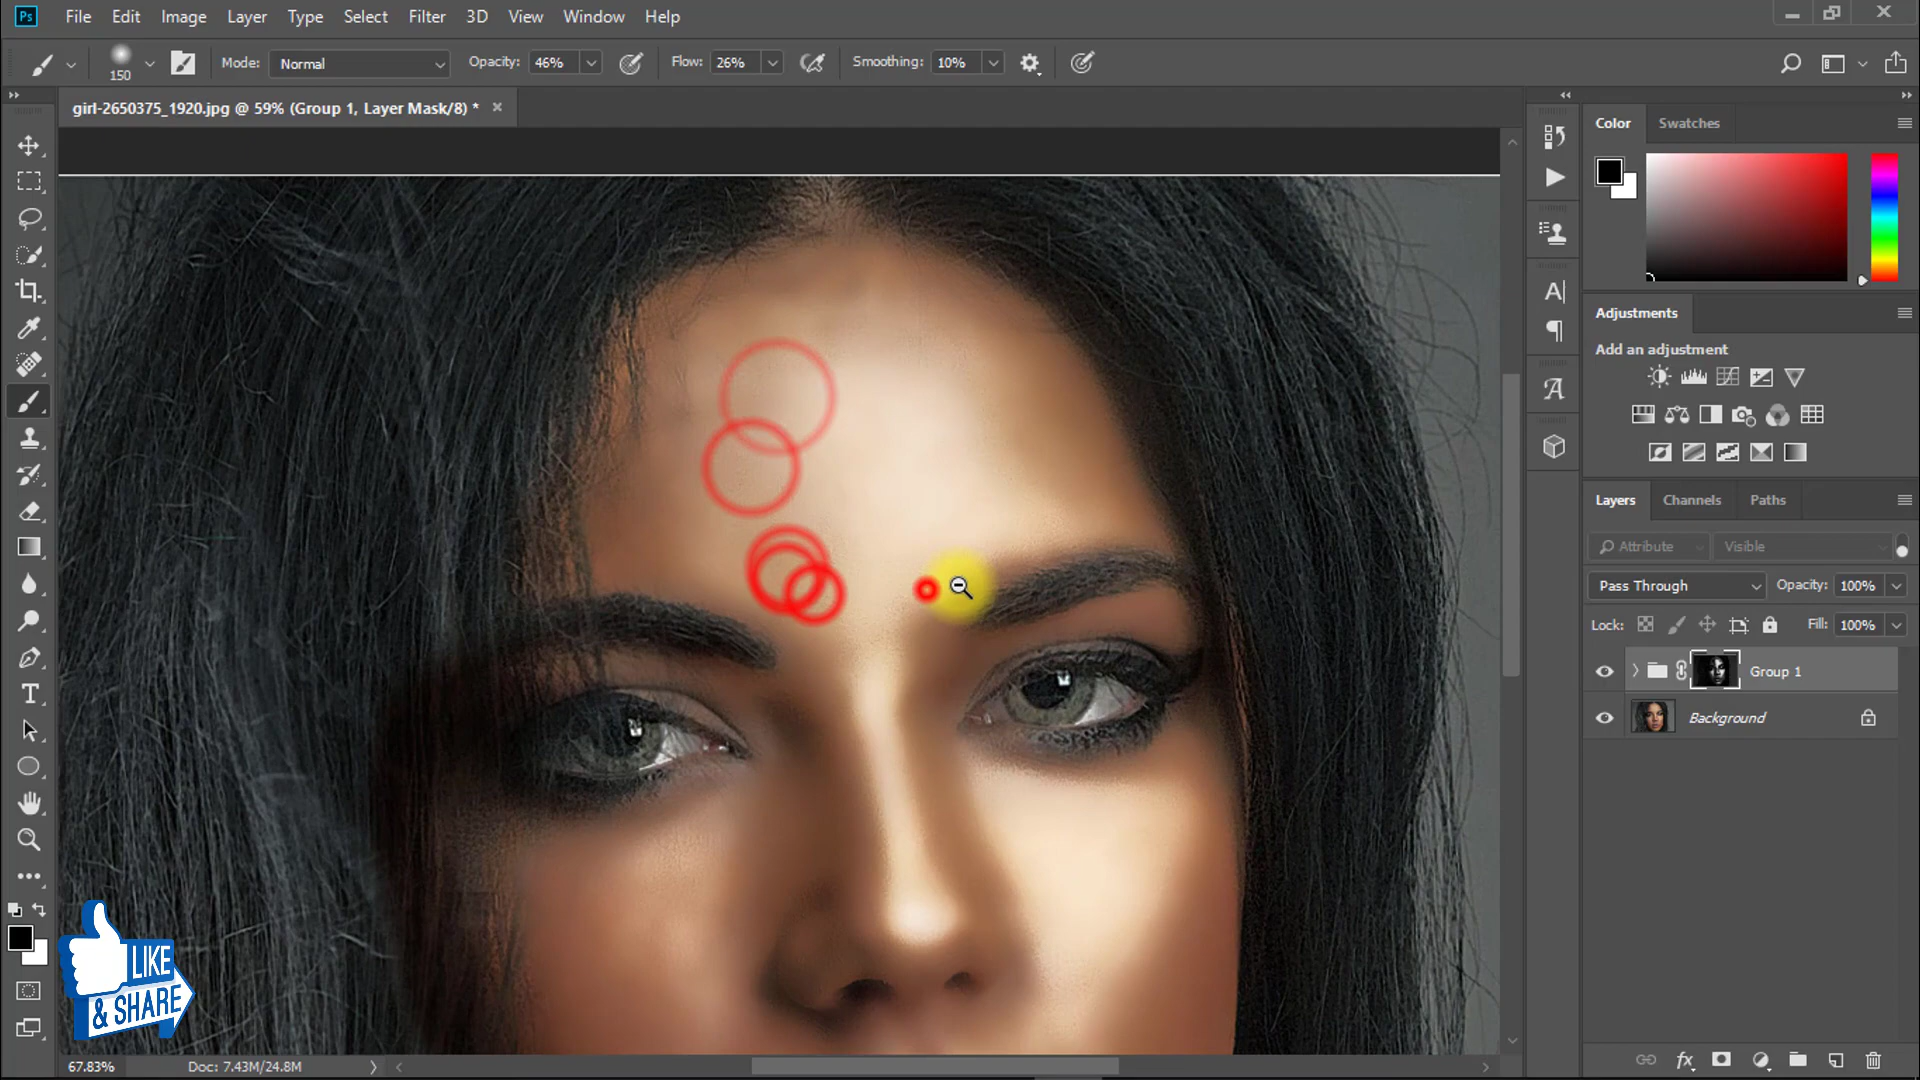 Ps
File
Edit
Image
Layer
Type
Select
Filter
3D
View
Window
Help
150
Mode: Normal
Opacity: 46%
Flow: 26%
Smoothing: 10%
girl-2650375_1920.jpg @ 59% (Group 1, Layer Mask/8) *
Color
Swatches
Adjustments
Add an adjustment
Layers
Channels
Paths
Attribute
Visible
Pass Through
Opacity: 100%
Lock:
Fill: 100%
Group 1
Background
LIKE
& SHARE
67.83%
Doc: 7.43M/24.8M